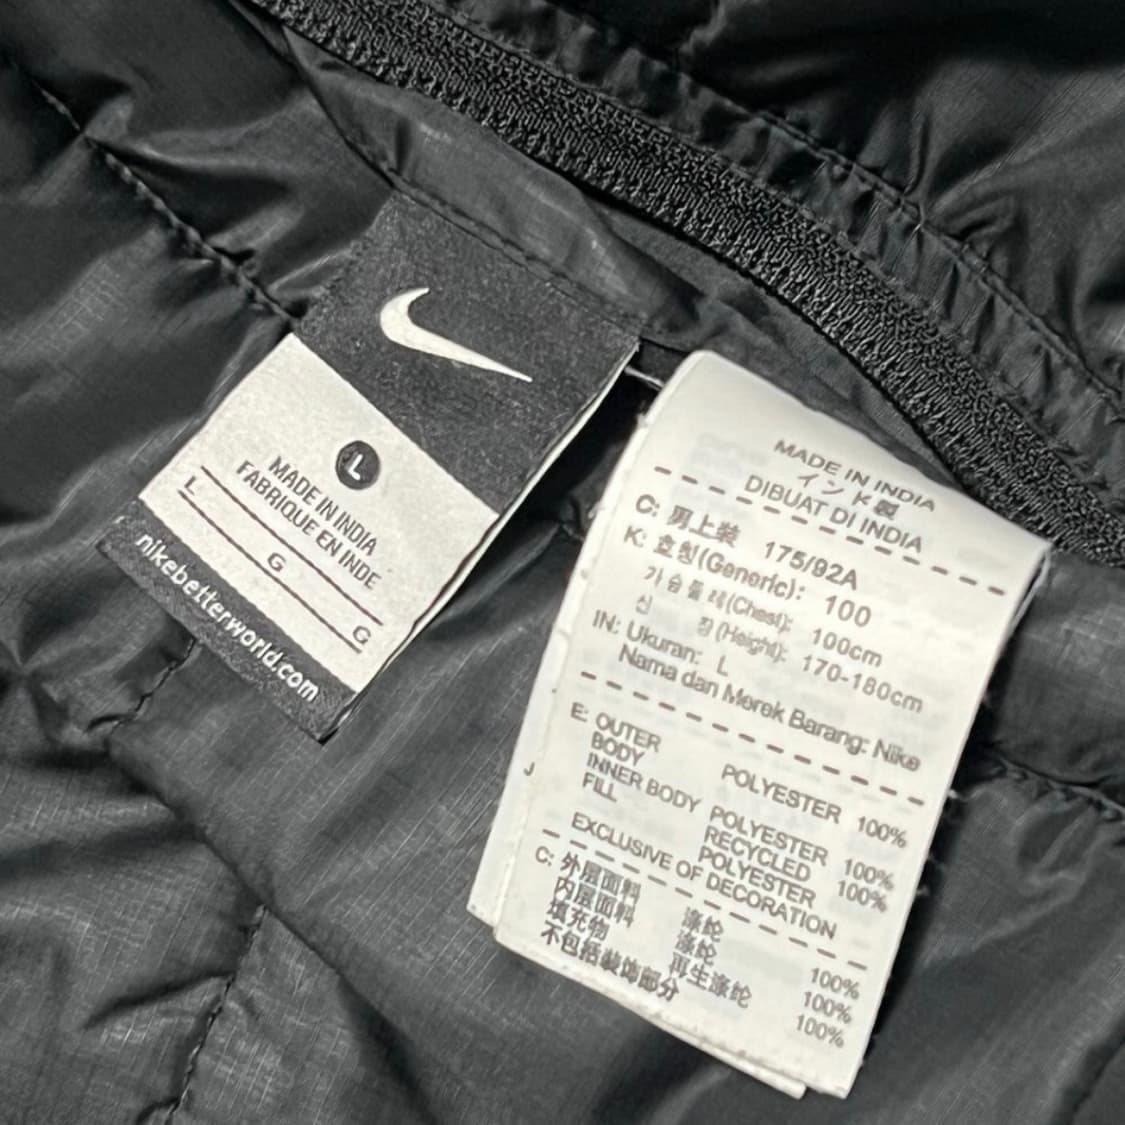 L
MADE IN INDIA
FABRIQUE EN INDE
L G G
nikebetterworld.com
MADE IN INDIA
インド製
DIBUAT DI INDIA
C: 男上装 175/92A
K: 호칭(Generic): 100
가슴둘레(Chest): 100cm
신 장(Height): 170-180cm
IN: Ukuran: L
Nama dan Merek Barang: Nike
E: OUTER
BODY POLYESTER 100%
INNER BODY POLYESTER 100%
FILL RECYCLED
POLYESTER 100%
EXCLUSIVE OF DECORATION
C: 外层面料 涤纶 100%
内层面料 涤纶 100%
填充物 再生涤纶 100%
不包括装饰部分